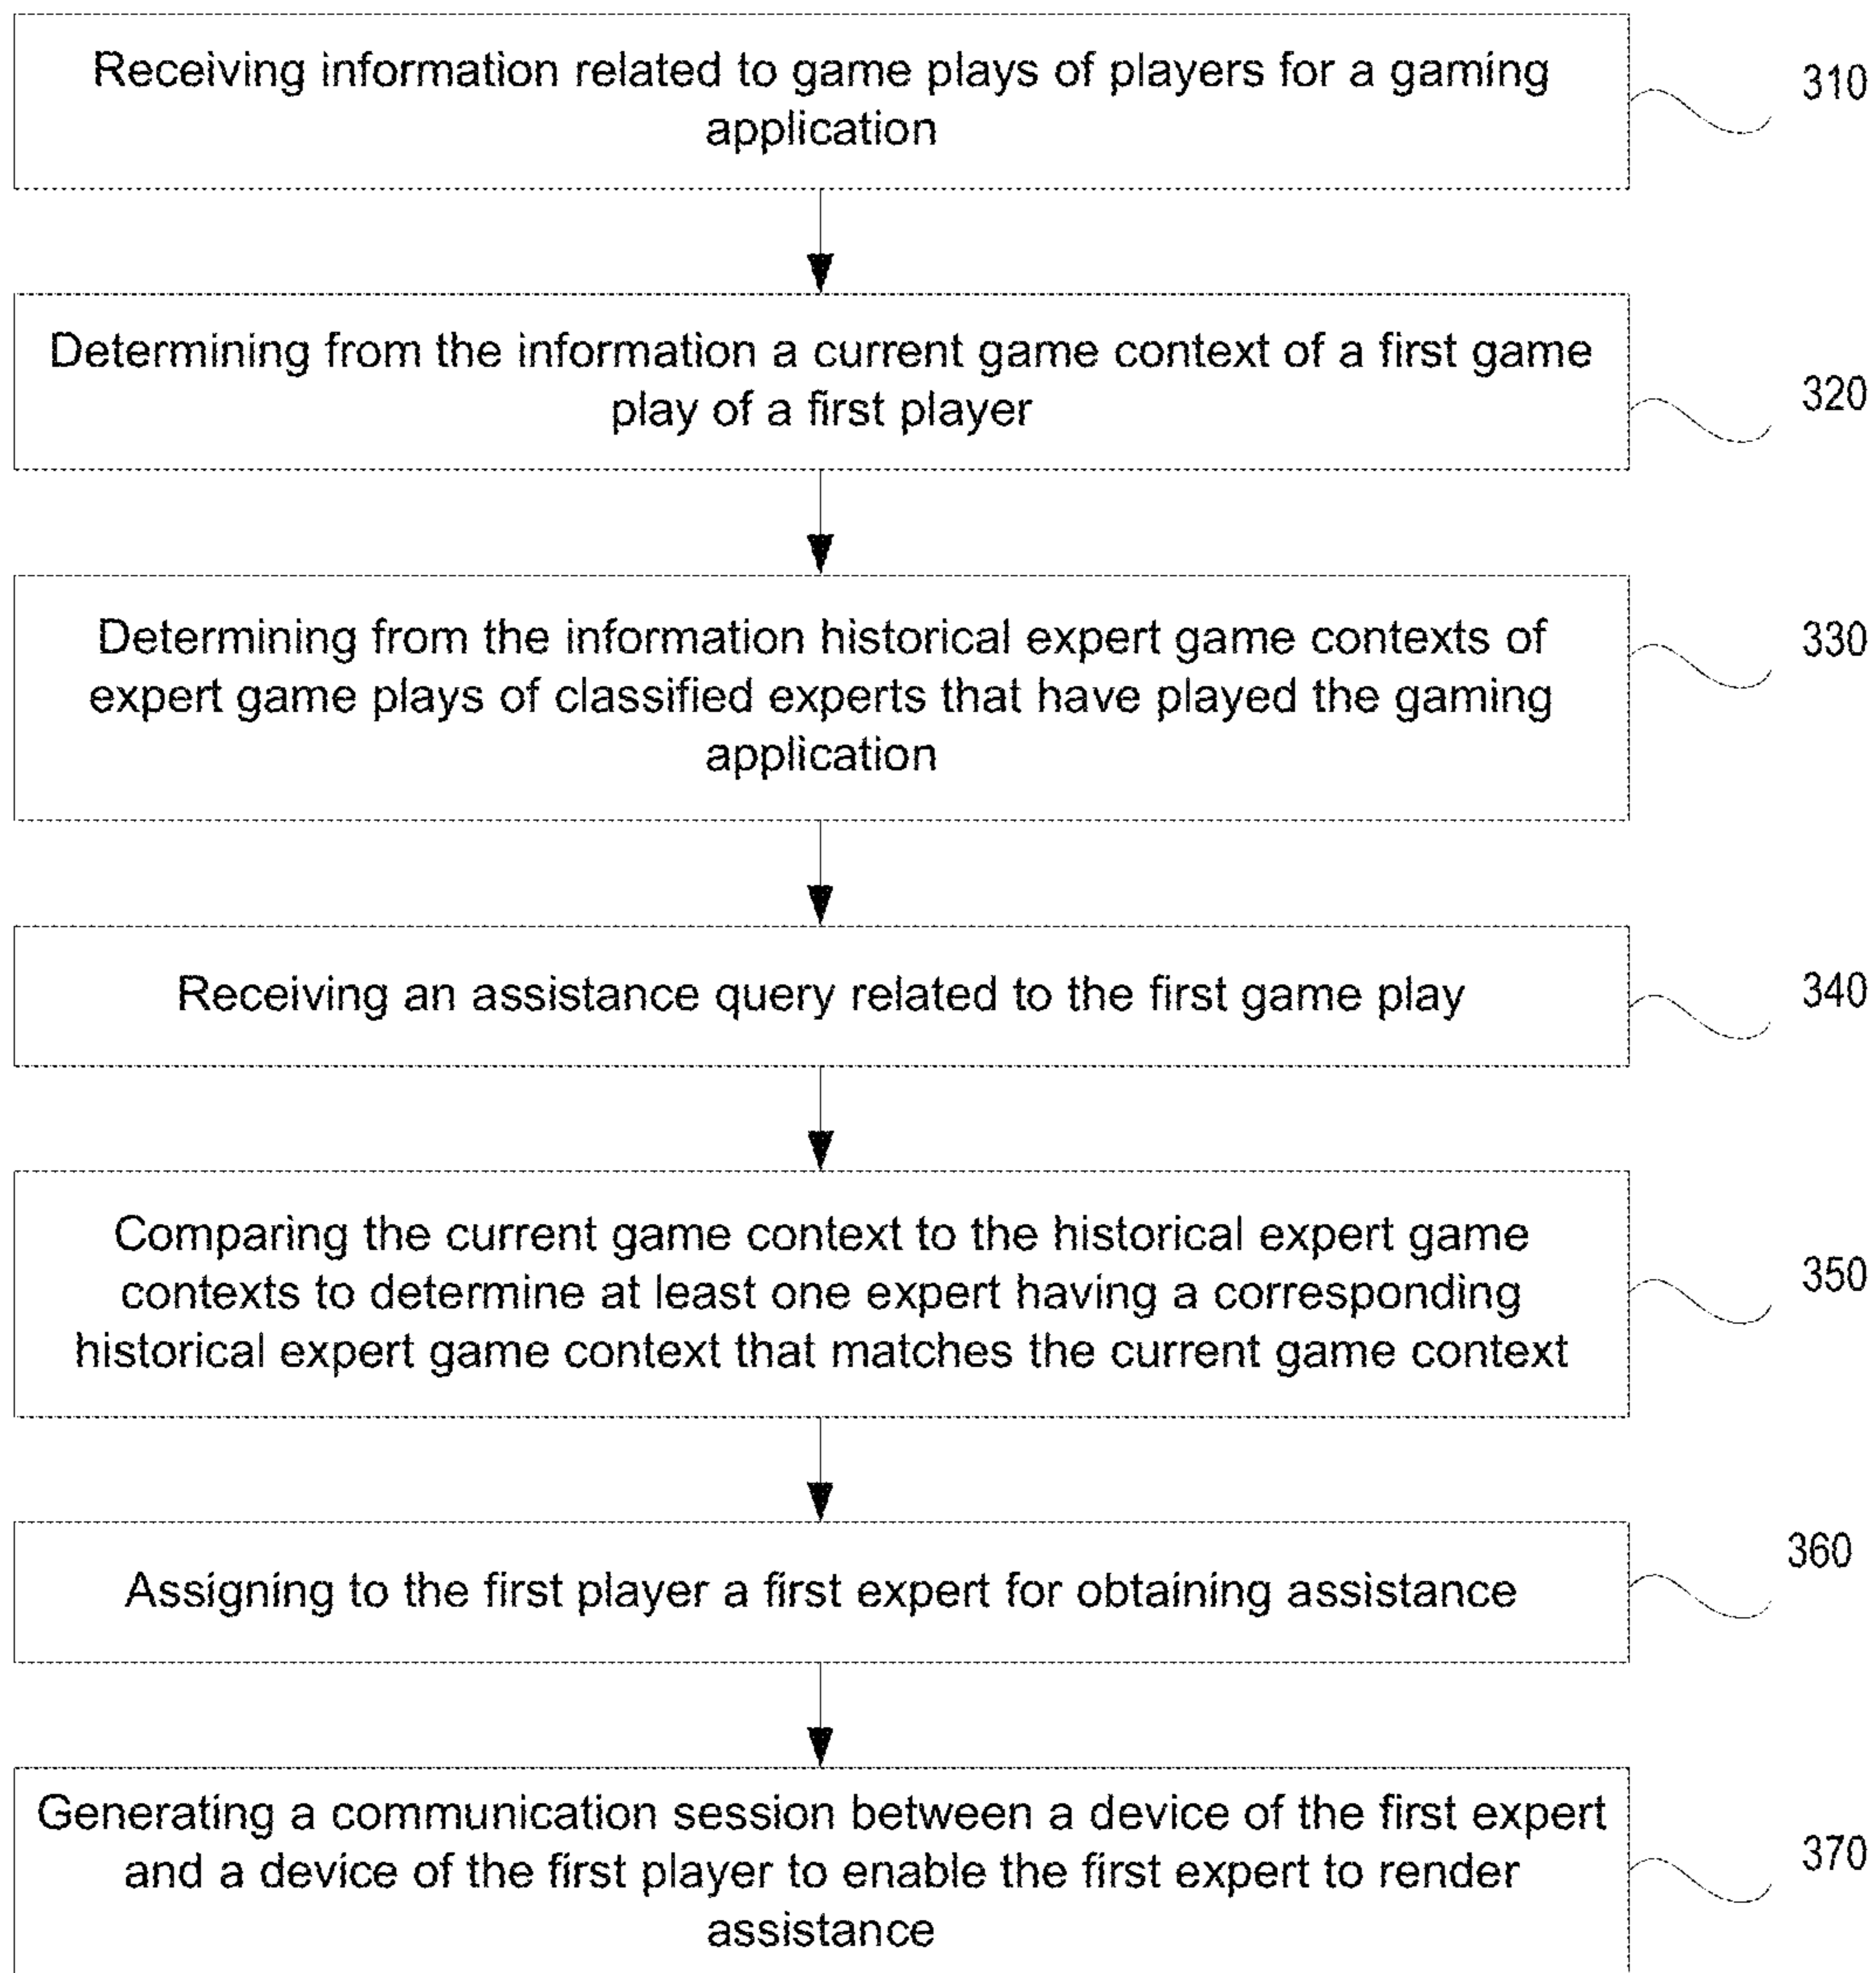 Receiving information related to game plays of players for a gaming
application
310
Determining from the information a current game context of a first game
play of a first player
320
Determining from the information historical expert game contexts of
expert game plays of classified experts that have played the gaming
application
330
Receiving an assistance query related to the first game play
340
Comparing the current game context to the historical expert game
contexts to determine at least one expert having a corresponding
historical expert game context that matches the current game context
350
Assigning to the first player a first expert for obtaining assistance
360
Generating a communication session between a device of the first expert
and a device of the first player to enable the first expert to render
assistance
370